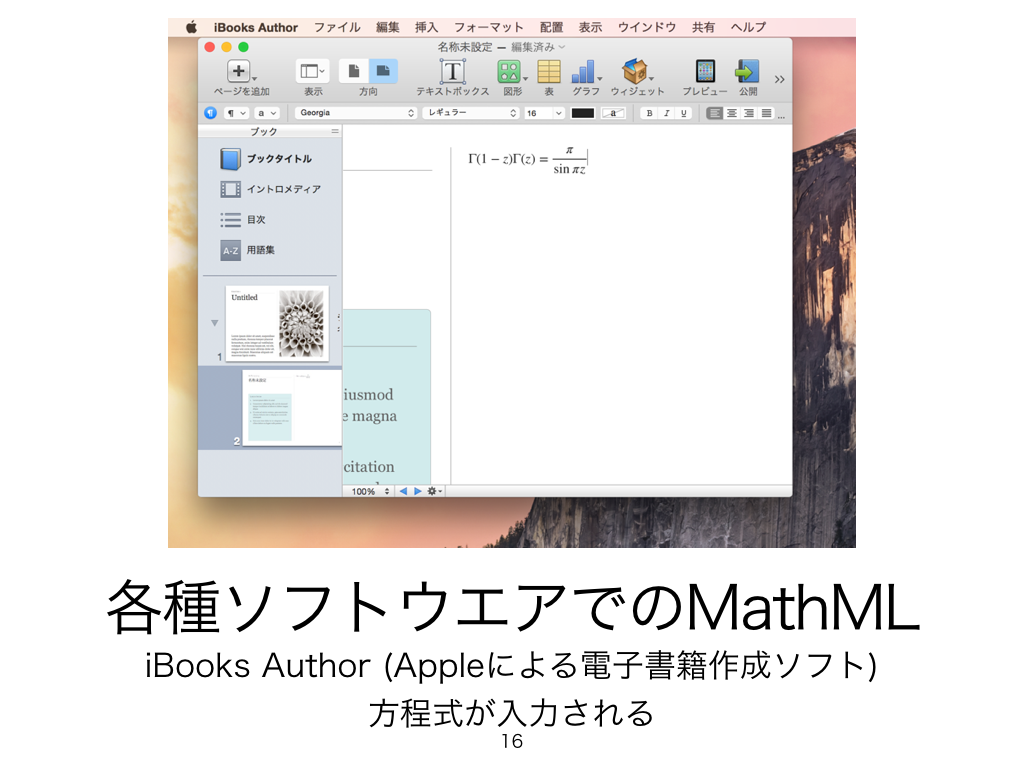 iBooks Author ファイル 編集 挿入 フォーマット 配置 表示 ウインドウ 共有 ヘルプ
名称未設定 — 編集済み
ページを追加 表示 方向 テキストボックス 図形 表 グラフ ウィジェット プレビュー 公開
¶ a Georgia レギュラー 16 a B I U
ブック
ブックタイトル
イントロメディア
目次
A-Z 用語集
Untitled
1
名称未設定
2
Γ(1 − z)Γ(z) = π / sin πz
iusmod
e magna
citation
100%
各種ソフトウエアでのMathML
iBooks Author (Appleによる電子書籍作成ソフト)
方程式が入力される
16